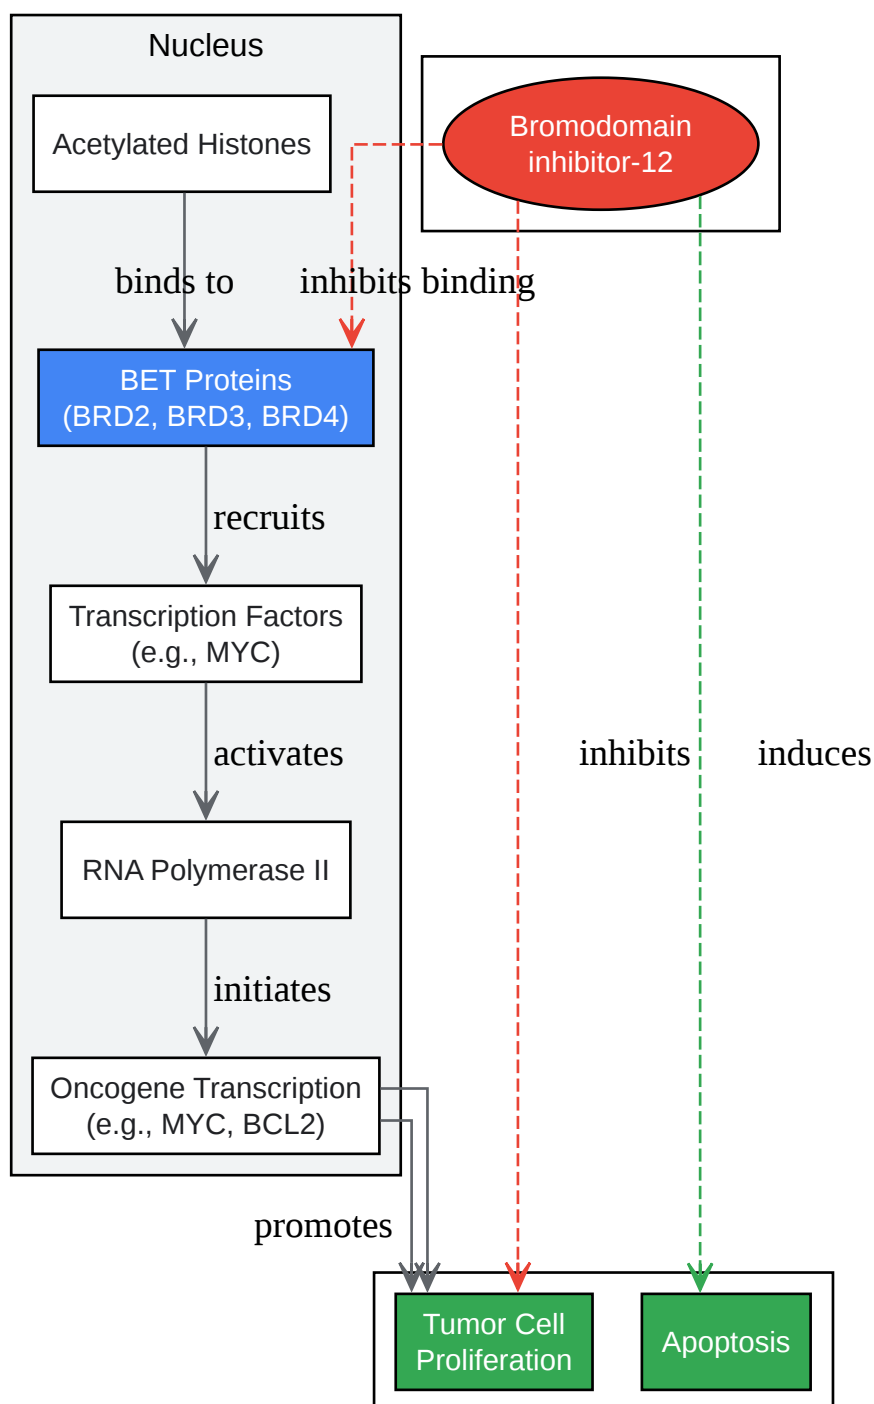 Nucleus
Acetylated Histones
Bromodomain
inhibitor-12
binds to
inhibits binding
BET Proteins
(BRD2, BRD3, BRD4)
recruits
Transcription Factors
(e.g., MYC)
activates
inhibits
induces
RNA Polymerase II
initiates
Oncogene Transcription
(e.g., MYC, BCL2)
promotes
Tumor Cell
Proliferation
Apoptosis